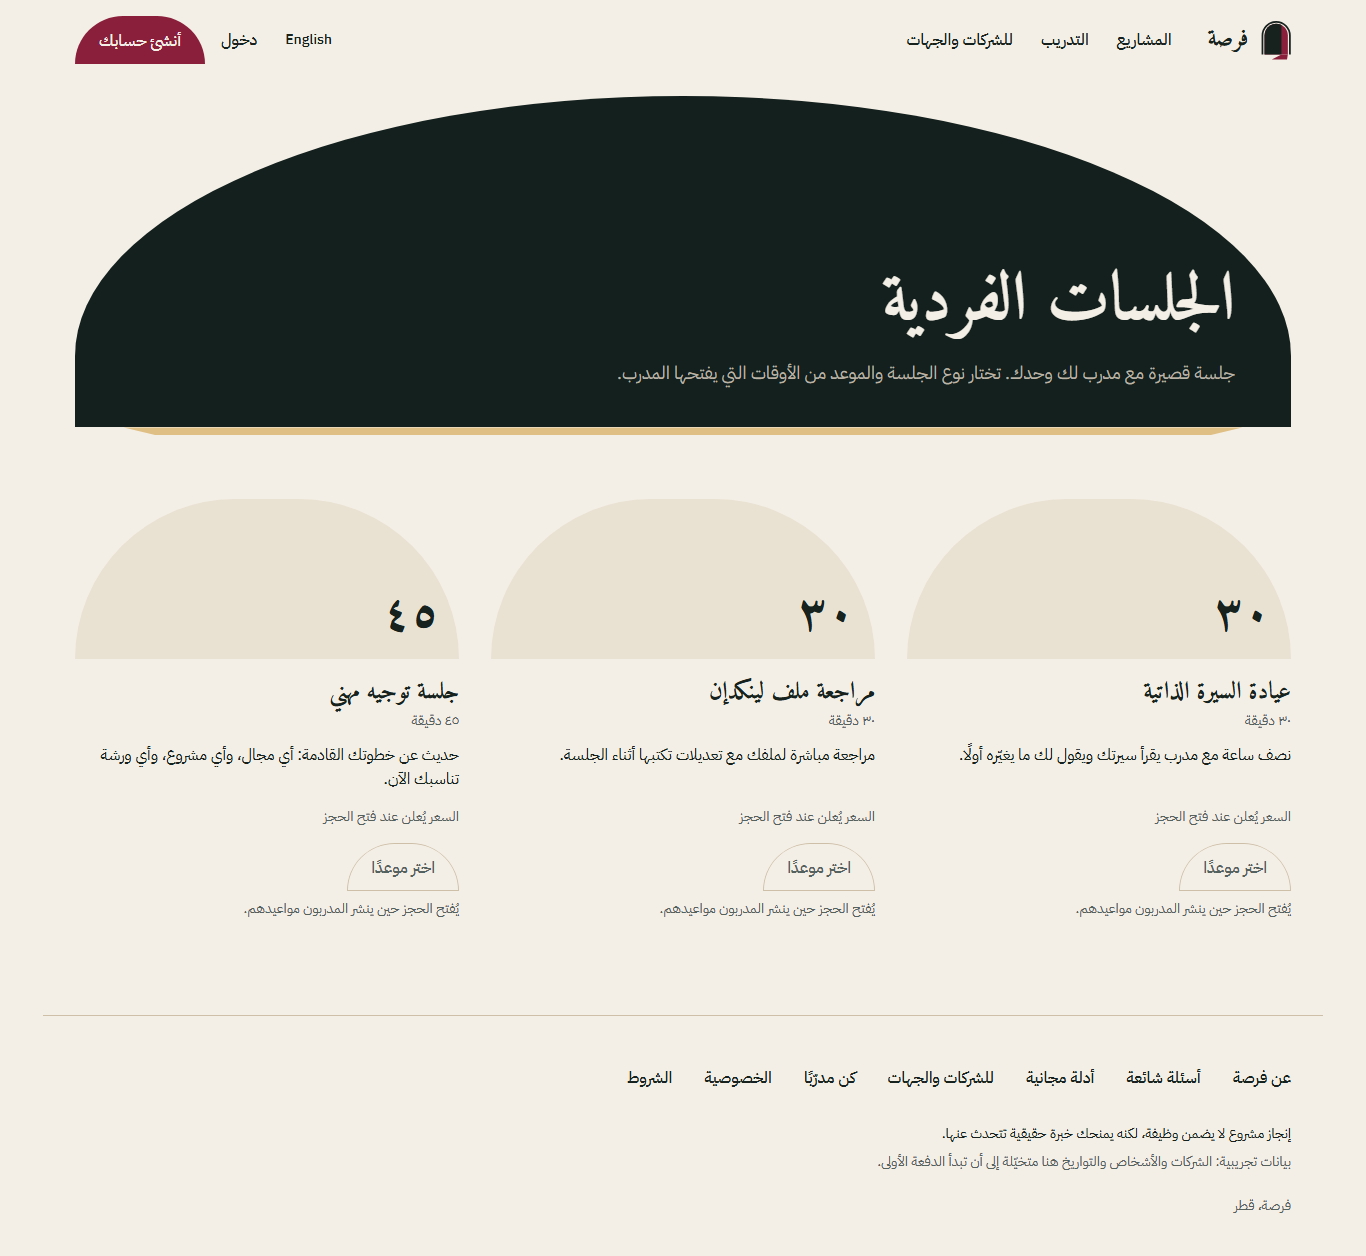 فرصة
المشاريع
التدريب
للشركات والجهات
English
دخول
أنشئ حسابك
الجلسات الفردية
جلسة قصيرة مع مدرب لك وحدك. تختار نوع الجلسة والموعد من الأوقات التي يفتحها المدرب.
٣٠
عيادة السيرة الذاتية
٣٠ دقيقة
نصف ساعة مع مدرب يقرأ سيرتك ويقول لك ما يغيّره أولًا.
السعر يُعلن عند فتح الحجز
اختر موعدًا
يُفتح الحجز حين ينشر المدربون مواعيدهم.
٣٠
مراجعة ملف لينكدإن
٣٠ دقيقة
مراجعة مباشرة لملفك مع تعديلات تكتبها أثناء الجلسة.
السعر يُعلن عند فتح الحجز
اختر موعدًا
يُفتح الحجز حين ينشر المدربون مواعيدهم.
٤٥
جلسة توجيه مهني
٤٥ دقيقة
حديث عن خطوتك القادمة: أي مجال، وأي مشروع، وأي ورشة
تناسبك الآن.
السعر يُعلن عند فتح الحجز
اختر موعدًا
يُفتح الحجز حين ينشر المدربون مواعيدهم.
عن فرصة
أسئلة شائعة
أدلة مجانية
للشركات والجهات
كن مدرّبًا
الخصوصية
الشروط
إنجاز مشروع لا يضمن وظيفة، لكنه يمنحك خبرة حقيقية تتحدث عنها.
بيانات تجريبية: الشركات والأشخاص والتواريخ هنا متخيّلة إلى أن تبدأ الدفعة الأولى.
فرصة، قطر